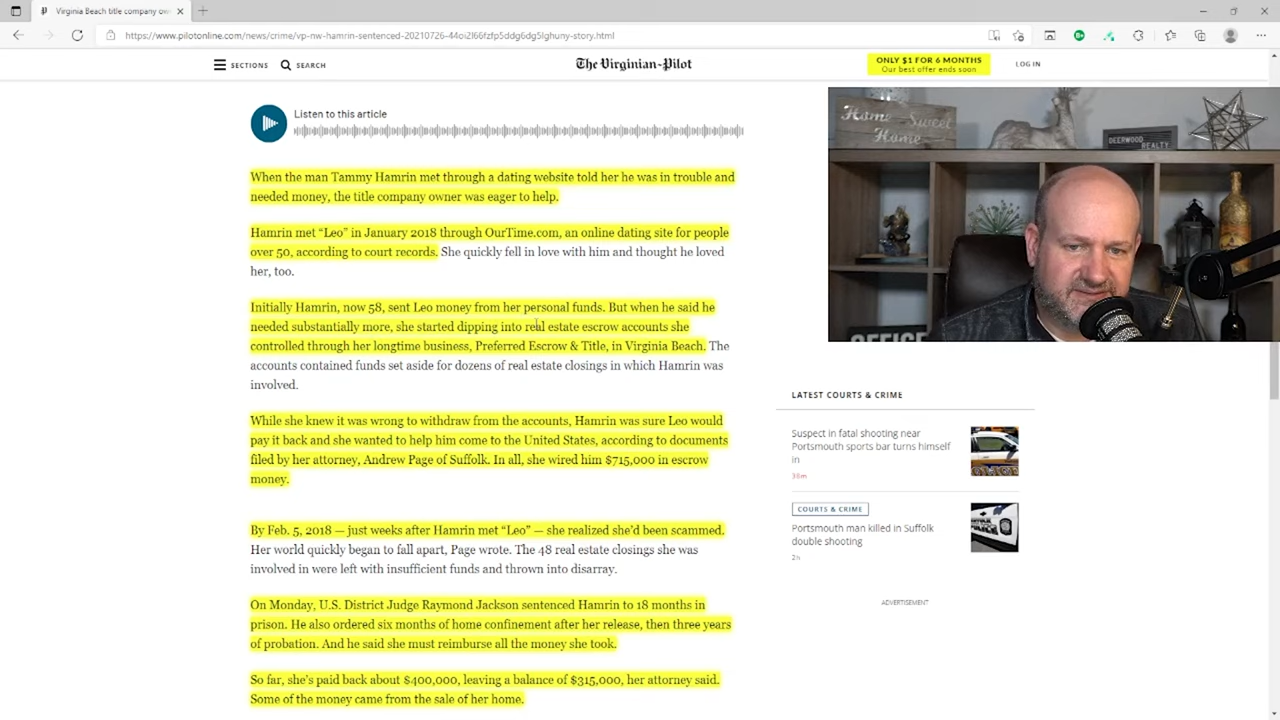 Virginia Beach title company ow
https://www.pilotonline.com/news/crime/vp-nw-hamrin-sentenced-20210726-44oi2l66fzfp5ddg6dg5lghuny-story.html
SECTIONS
SEARCH
The Virginian-Pilot
ONLY $1 FOR 6 MONTHS
Our best offer ends soon
LOG IN
Listen to this article
When the man Tammy Hamrin met through a dating website told her he was in trouble and
needed money, the title company owner was eager to help.
Hamrin met “Leo” in January 2018 through OurTime.com, an online dating site for people
over 50, according to court records. She quickly fell in love with him and thought he loved
her, too.
Initially Hamrin, now 58, sent Leo money from her personal funds. But when he said he
needed substantially more, she started dipping into real estate escrow accounts she
controlled through her longtime business, Preferred Escrow & Title, in Virginia Beach. The
accounts contained funds set aside for dozens of real estate closings in which Hamrin was
involved.
While she knew it was wrong to withdraw from the accounts, Hamrin was sure Leo would
pay it back and she wanted to help him come to the United States, according to documents
filed by her attorney, Andrew Page of Suffolk. In all, she wired him $715,000 in escrow
money.
By Feb. 5, 2018 — just weeks after Hamrin met “Leo” — she realized she’d been scammed.
Her world quickly began to fall apart, Page wrote. The 48 real estate closings she was
involved in were left with insufficient funds and thrown into disarray.
On Monday, U.S. District Judge Raymond Jackson sentenced Hamrin to 18 months in
prison. He also ordered six months of home confinement after her release, then three years
of probation. And he said she must reimburse all the money she took.
So far, she’s paid back about $400,000, leaving a balance of $315,000, her attorney said.
Some of the money came from the sale of her home.
Home Sweet
Home
DEERWOOD
REALTY
OFFICE
LATEST COURTS & CRIME
Suspect in fatal shooting near
Portsmouth sports bar turns himself
in
38m
COURTS & CRIME
Portsmouth man killed in Suffolk
double shooting
2h
ADVERTISEMENT